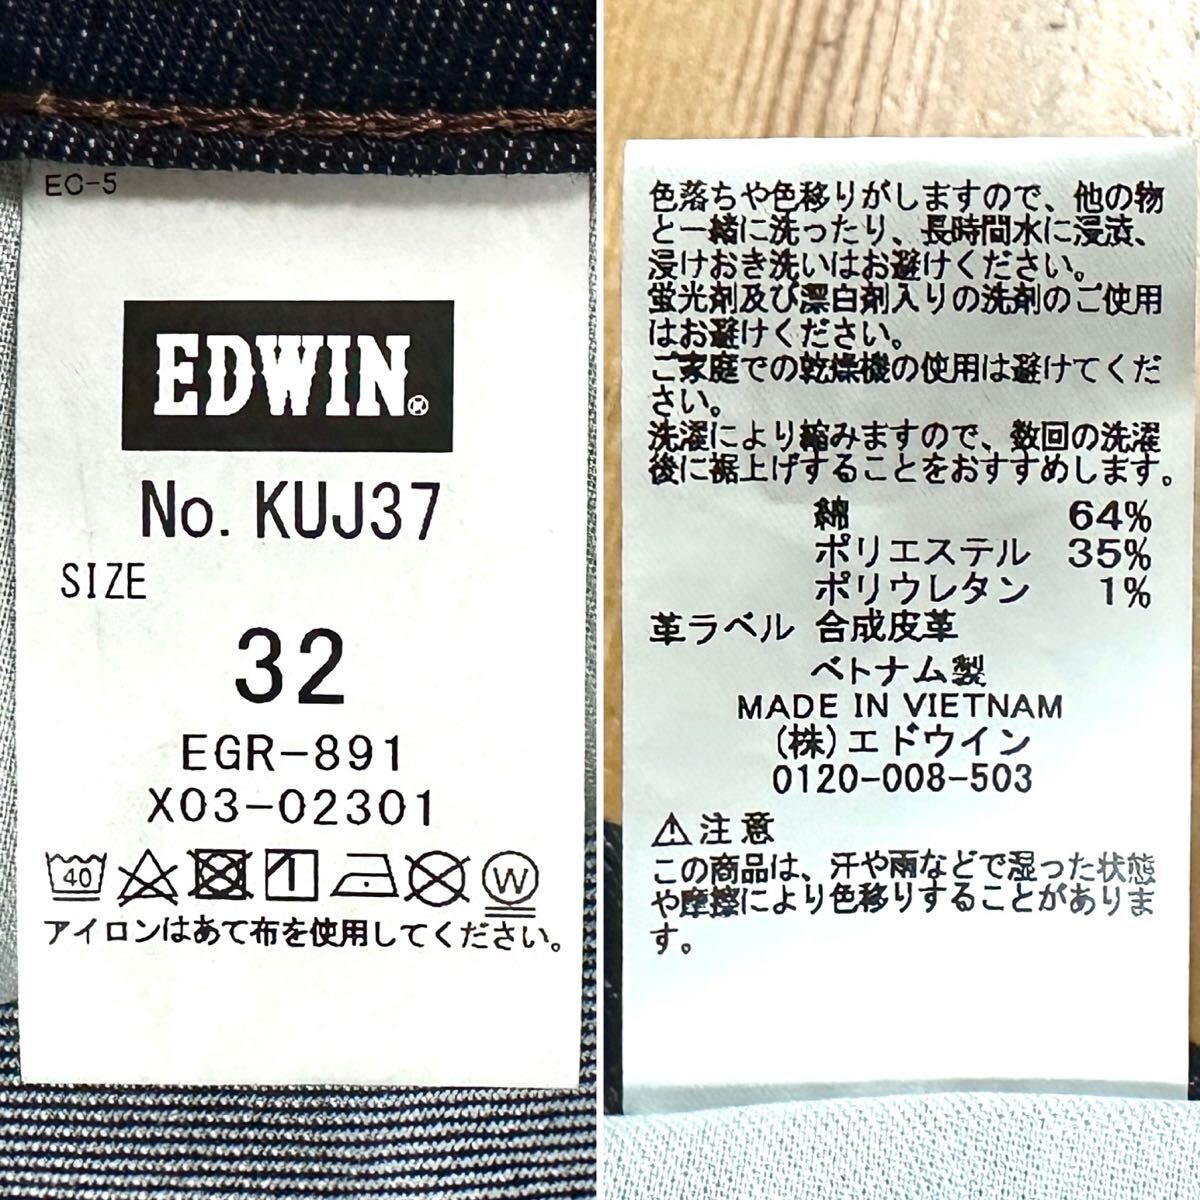 EC-5
EDWIN
No. KUJ37
SIZE
32
EGR-891
X03-02301
40
W
アイロンはあて布を使用してください。
色落ちや色移りがしますので、他の物
と一緒に洗ったり、長時間水に浸漬、
浸けおき洗いはお避けください。
蛍光剤及び漂白剤入りの洗剤のご使用
はお避けください。
ご家庭での乾燥機の使用は避けてくだ
さい。
洗濯により縮みますので、数回の洗濯
後に裾上げすることをおすすめします。
綿 64%
ポリエステル 35%
ポリウレタン 1%
革ラベル 合成皮革
ベトナム製
MADE IN VIETNAM
(株)エドウイン
0120-008-503
⚠注意
この商品は、汗や雨などで湿った状態
や摩擦により色移りすることがありま
す。